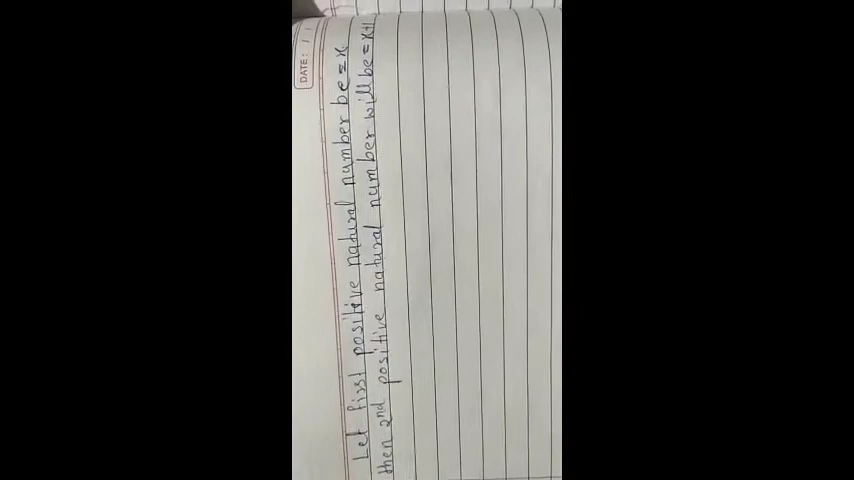 DATE: / /
Let first positive natural number be = x
then 2nd positive natural number will be = x+1